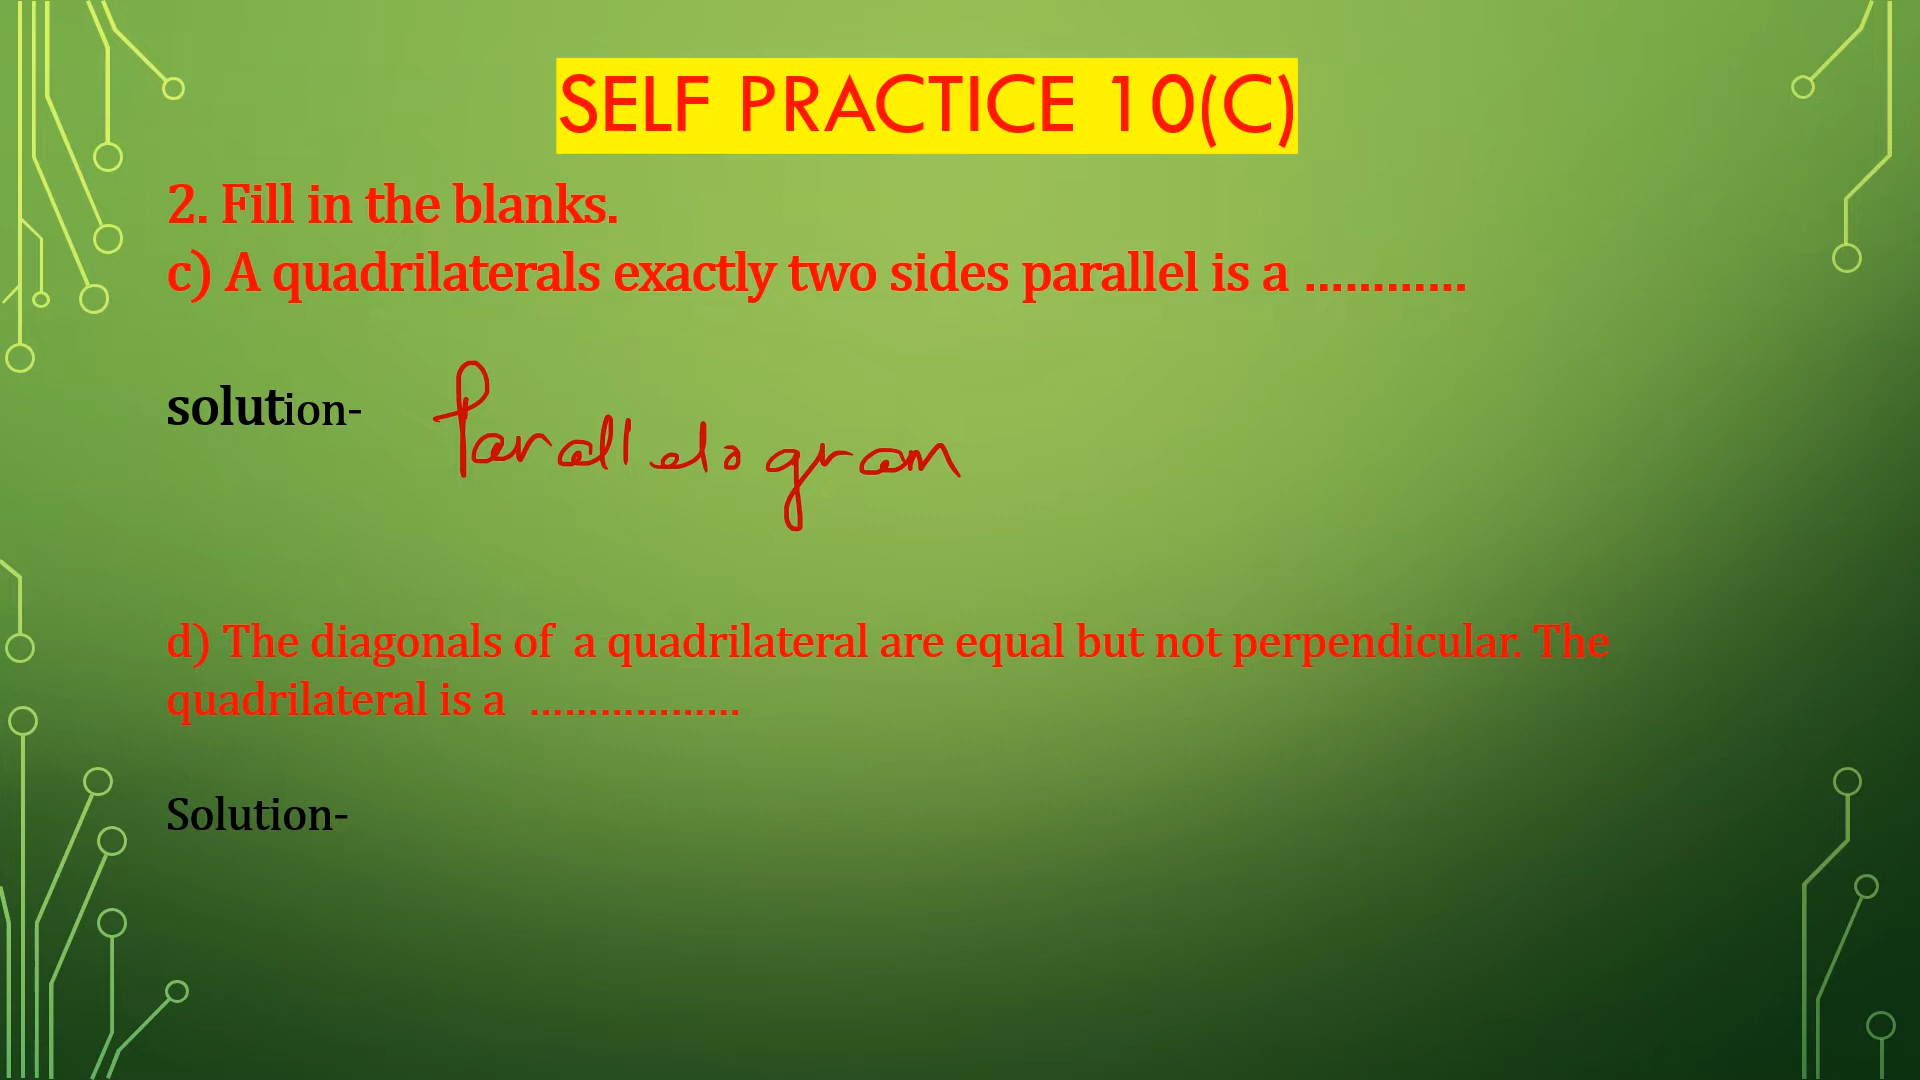 SELF PRACTICE 10(C)
2. Fill in the blanks.
c) A quadrilaterals exactly two sides parallel is a ............
solution- Parallelogram
d) The diagonals of a quadrilateral are equal but not perpendicular. The
quadrilateral is a ..................
Solution-